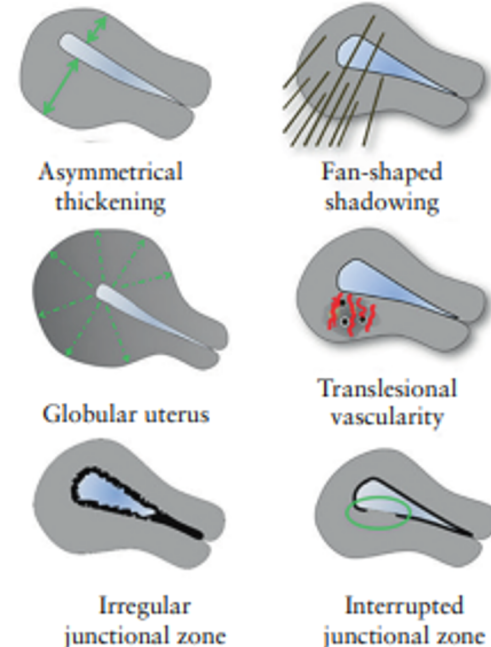 Asymmetrical
thickening
Fan-shaped
shadowing
Globular uterus
Translesional
vascularity
Irregular
junctional zone
Interrupted
junctional zone